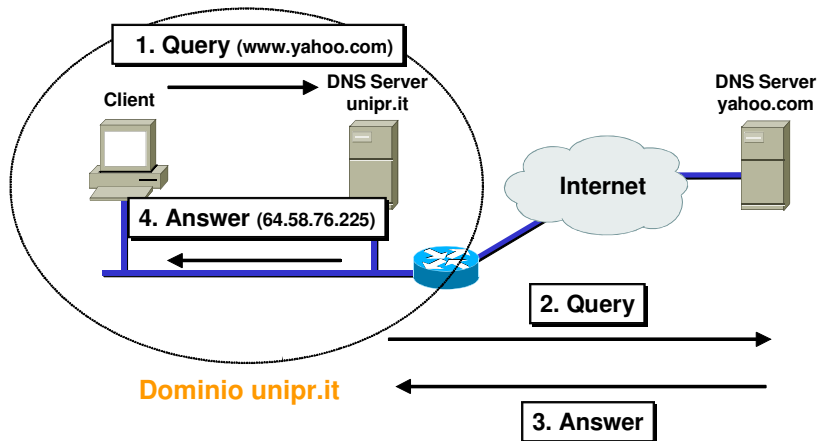 1. Query (www.yahoo.com)
Client
DNS Server
unipr.it
DNS Server
yahoo.com
Internet
4. Answer (64.58.76.225)
2. Query
Dominio unipr.it
3. Answer